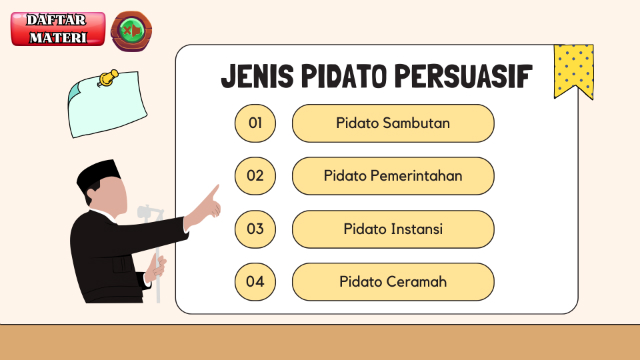 DAFTAR
MATERI
JENIS PIDATO PERSUASIF
01 Pidato Sambutan
02 Pidato Pemerintahan
03 Pidato Instansi
04 Pidato Ceramah